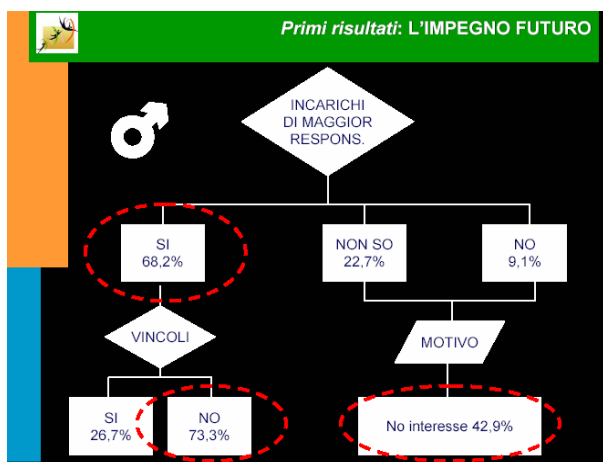 Primi risultati: L'IMPEGNO FUTURO
INCARICHI
DI MAGGIOR
RESPONS.
SI
68,2%
NON SO
22,7%
NO
9,1%
VINCOLI
MOTIVO
SI
26,7%
NO
73,3%
No interesse 42,9%